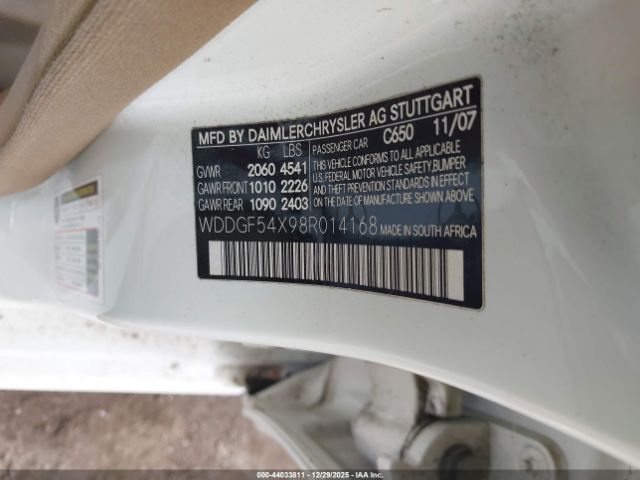 MFD BY DAIMLERCHRYSLER AG STUTTGART
KG LBS PASSENGER CAR C650 11/07
GVWR 2060 4541 THIS VEHICLE CONFORMS TO ALL APPLICABLE
GAWR FRONT 1010 2226 U.S. FEDERAL MOTOR VEHICLE SAFETY, BUMPER
GAWR REAR 1090 2403 AND THEFT PREVENTION STANDARDS IN EFFECT
ON THE DATE OF MANUFACTURE SHOWN ABOVE
WDDGF54X98R014168 MADE IN SOUTH AFRICA
000-44033811 - 12/29/2025 - IAAI, Inc.